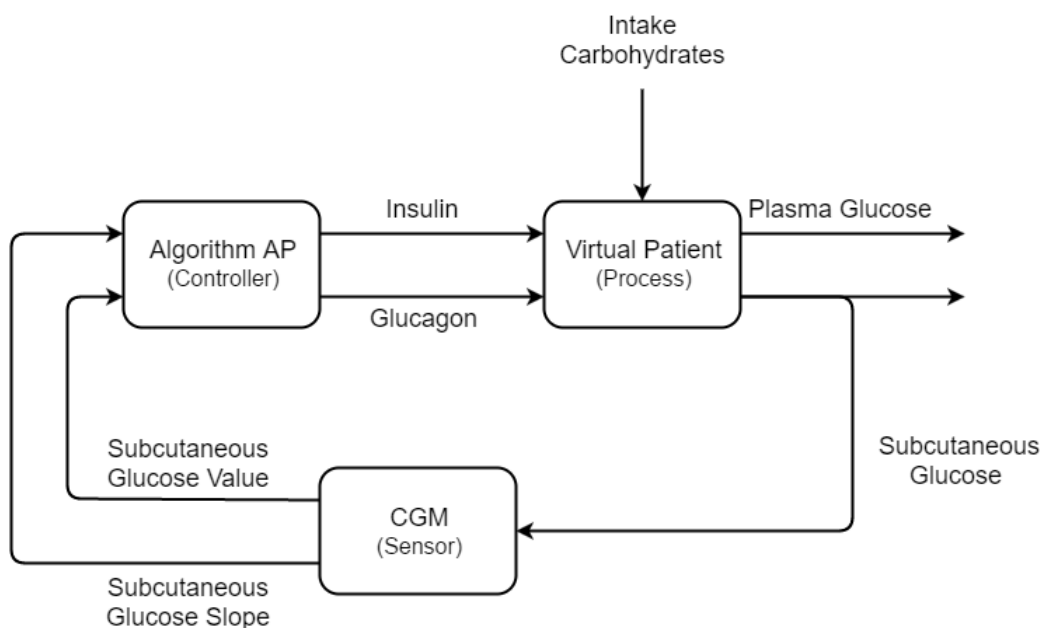 Intake
Carbohydrates
Insulin
Plasma Glucose
Algorithm AP
(Controller)
Virtual Patient
(Process)
Glucagon
Subcutaneous
Glucose Value
Subcutaneous
Glucose
CGM
(Sensor)
Subcutaneous
Glucose Slope